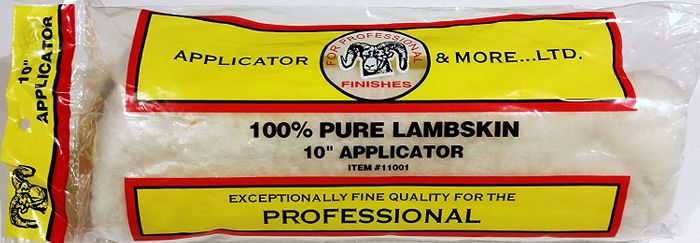 10"
APPLICATOR
APPLICATOR & MORE...LTD.
FOR PROFESSIONAL
FINISHES
100% PURE LAMBSKIN
10" APPLICATOR
ITEM #11001
EXCEPTIONALLY FINE QUALITY FOR THE
PROFESSIONAL